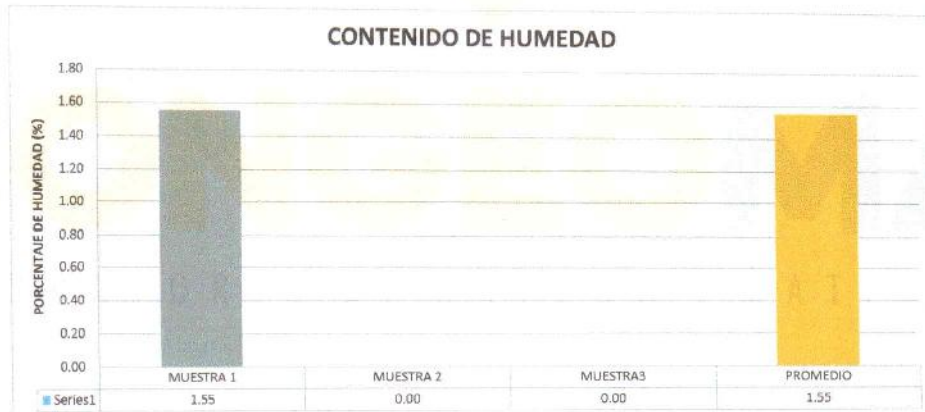 CONTENIDO DE HUMEDAD
PORCENTAJE DE HUMEDAD (%)
1.80
1.60
1.40
1.20
1.00
0.80
0.60
0.40
0.20
0.00
MUESTRA 1 MUESTRA 2 MUESTRA3 PROMEDIO
Series1 1.55 0.00 0.00 1.55